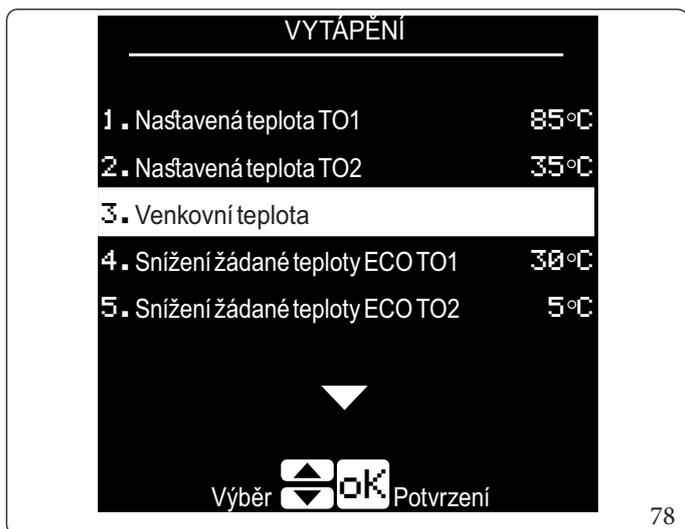 VYTÁPĚNÍ
1. Nastavená teplota TO1 85°C
2. Nastavená teplota TO2 35°C
3. Venkovní teplota
4. Snížení žádané teploty ECO TO1 30°C
5. Snížení žádané teploty ECO TO2 5°C
Výběr oK Potvrzení
78